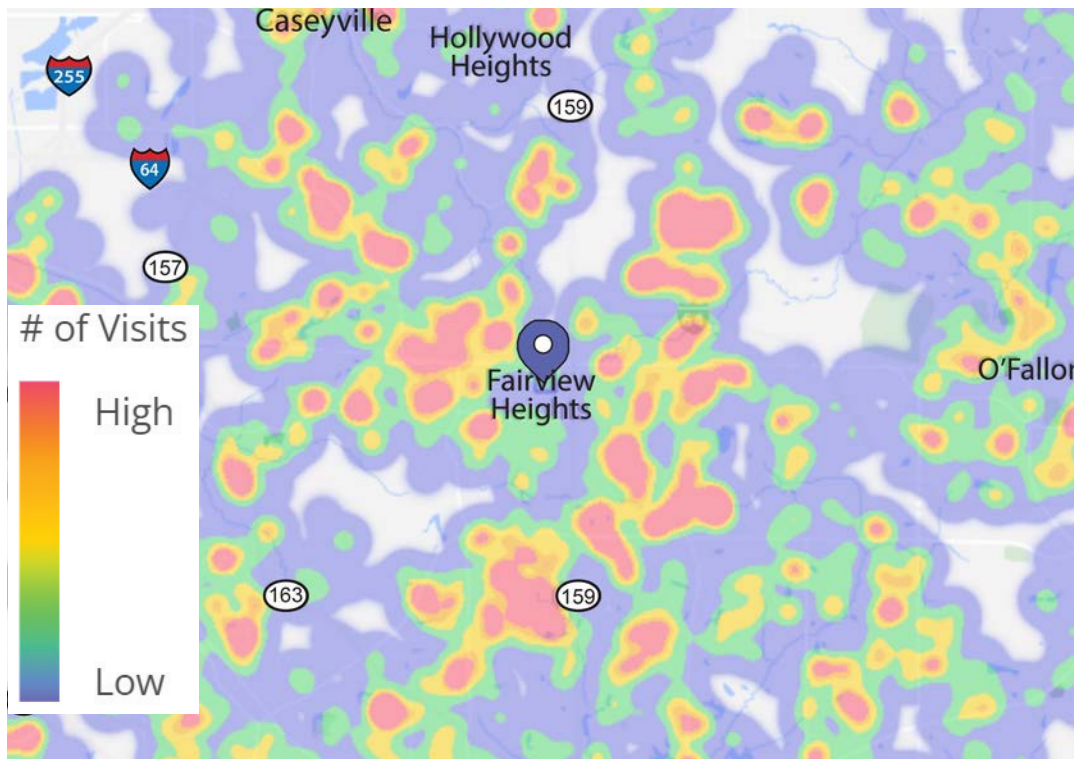 Caseyville
Hollywood
Heights
255
159
64
157
# of Visits
High
Low
Fairview
Heights
O'Fallon
163
159